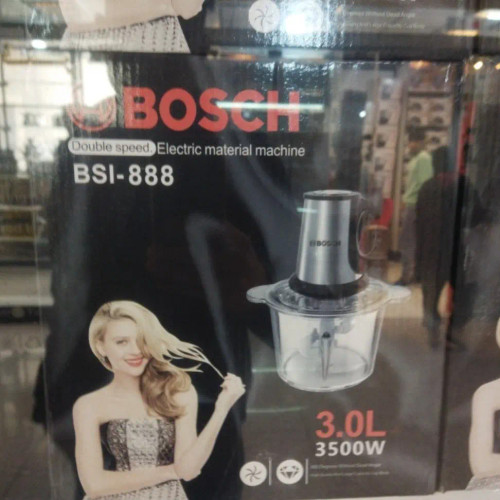 BOSCH
Double speed. Electric material machine
BSI-888
BOSCH
3.0L
3500W